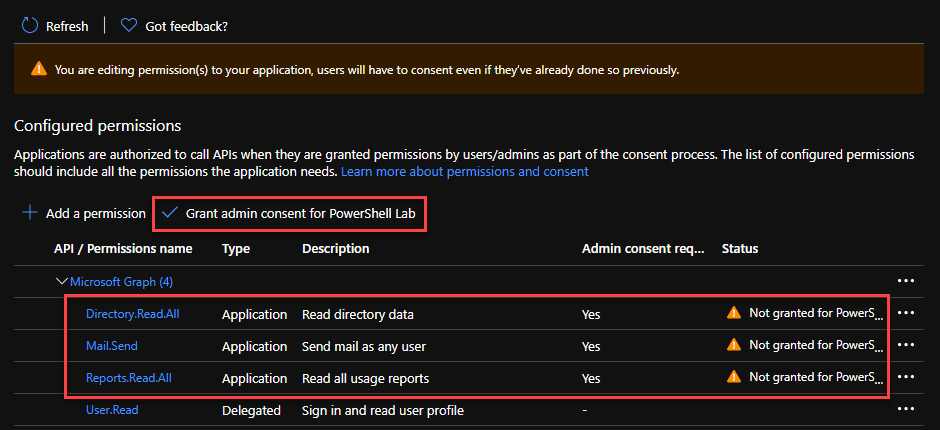 Refresh Got feedback?
You are editing permission(s) to your application, users will have to consent even if they've already done so previously.
Configured permissions
Applications are authorized to call APIs when they are granted permissions by users/admins as part of the consent process. The list of configured permissions
should include all the permissions the application needs. Learn more about permissions and consent
Add a permission Grant admin consent for PowerShell Lab
API / Permissions name Type Description Admin consent req... Status
Microsoft Graph (4) ...
Directory.Read.All Application Read directory data Yes Not granted for PowerS... ...
Mail.Send Application Send mail as any user Yes Not granted for PowerS... ...
Reports.Read.All Application Read all usage reports Yes Not granted for PowerS... ...
User.Read Delegated Sign in and read user profile - ...